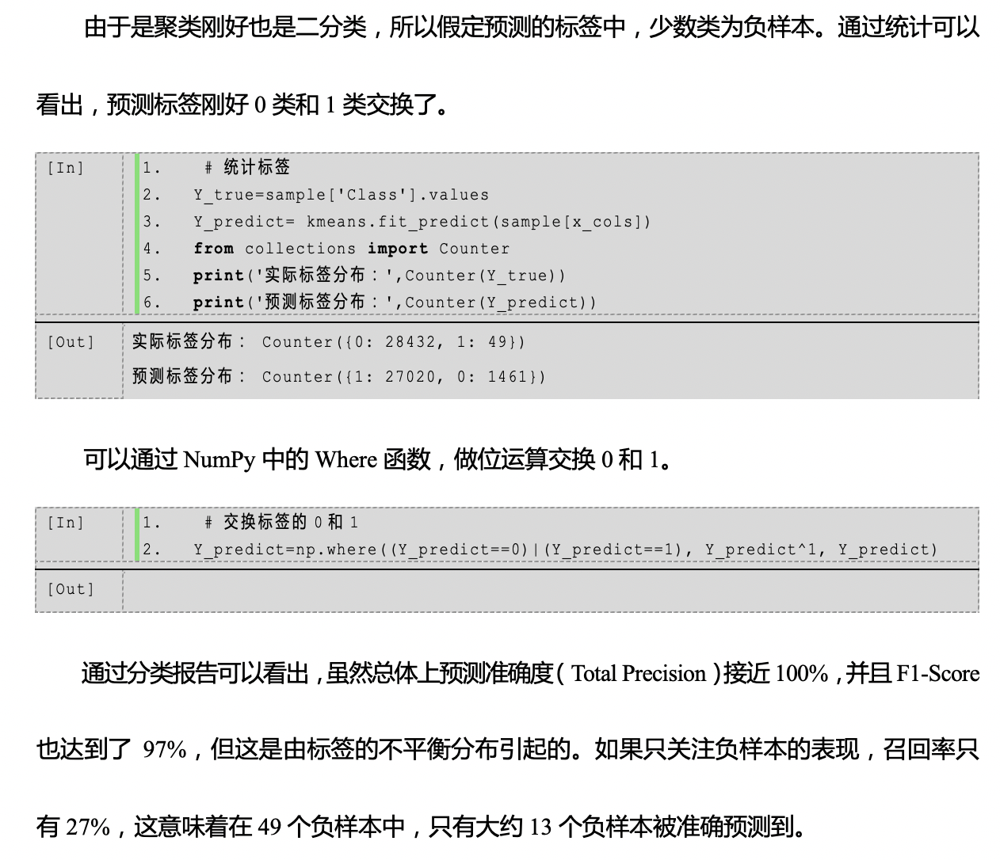 由于是聚类刚好也是二分类，所以假定预测的标签中，少数类为负样本。通过统计可以
看出，预测标签刚好 0 类和 1 类交换了。
[In] 1. # 统计标签
2. Y_true=sample['Class'].values
3. Y_predict= kmeans.fit_predict(sample[x_cols])
4. from collections import Counter
5. print('实际标签分布：',Counter(Y_true))
6. print('预测标签分布：',Counter(Y_predict))
[Out] 实际标签分布： Counter({0: 28432, 1: 49})
预测标签分布： Counter({1: 27020, 0: 1461})
可以通过 NumPy 中的 Where 函数，做位运算交换 0 和 1。
[In] 1. # 交换标签的 0 和 1
2. Y_predict=np.where((Y_predict==0)|(Y_predict==1), Y_predict^1, Y_predict)
[Out]
通过分类报告可以看出，虽然总体上预测准确度（Total Precision）接近 100%，并且 F1-Score
也达到了 97%，但这是由标签的不平衡分布引起的。如果只关注负样本的表现，召回率只
有 27%，这意味着在 49 个负样本中，只有大约 13 个负样本被准确预测到。